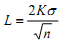 L = 2Kσ / √n